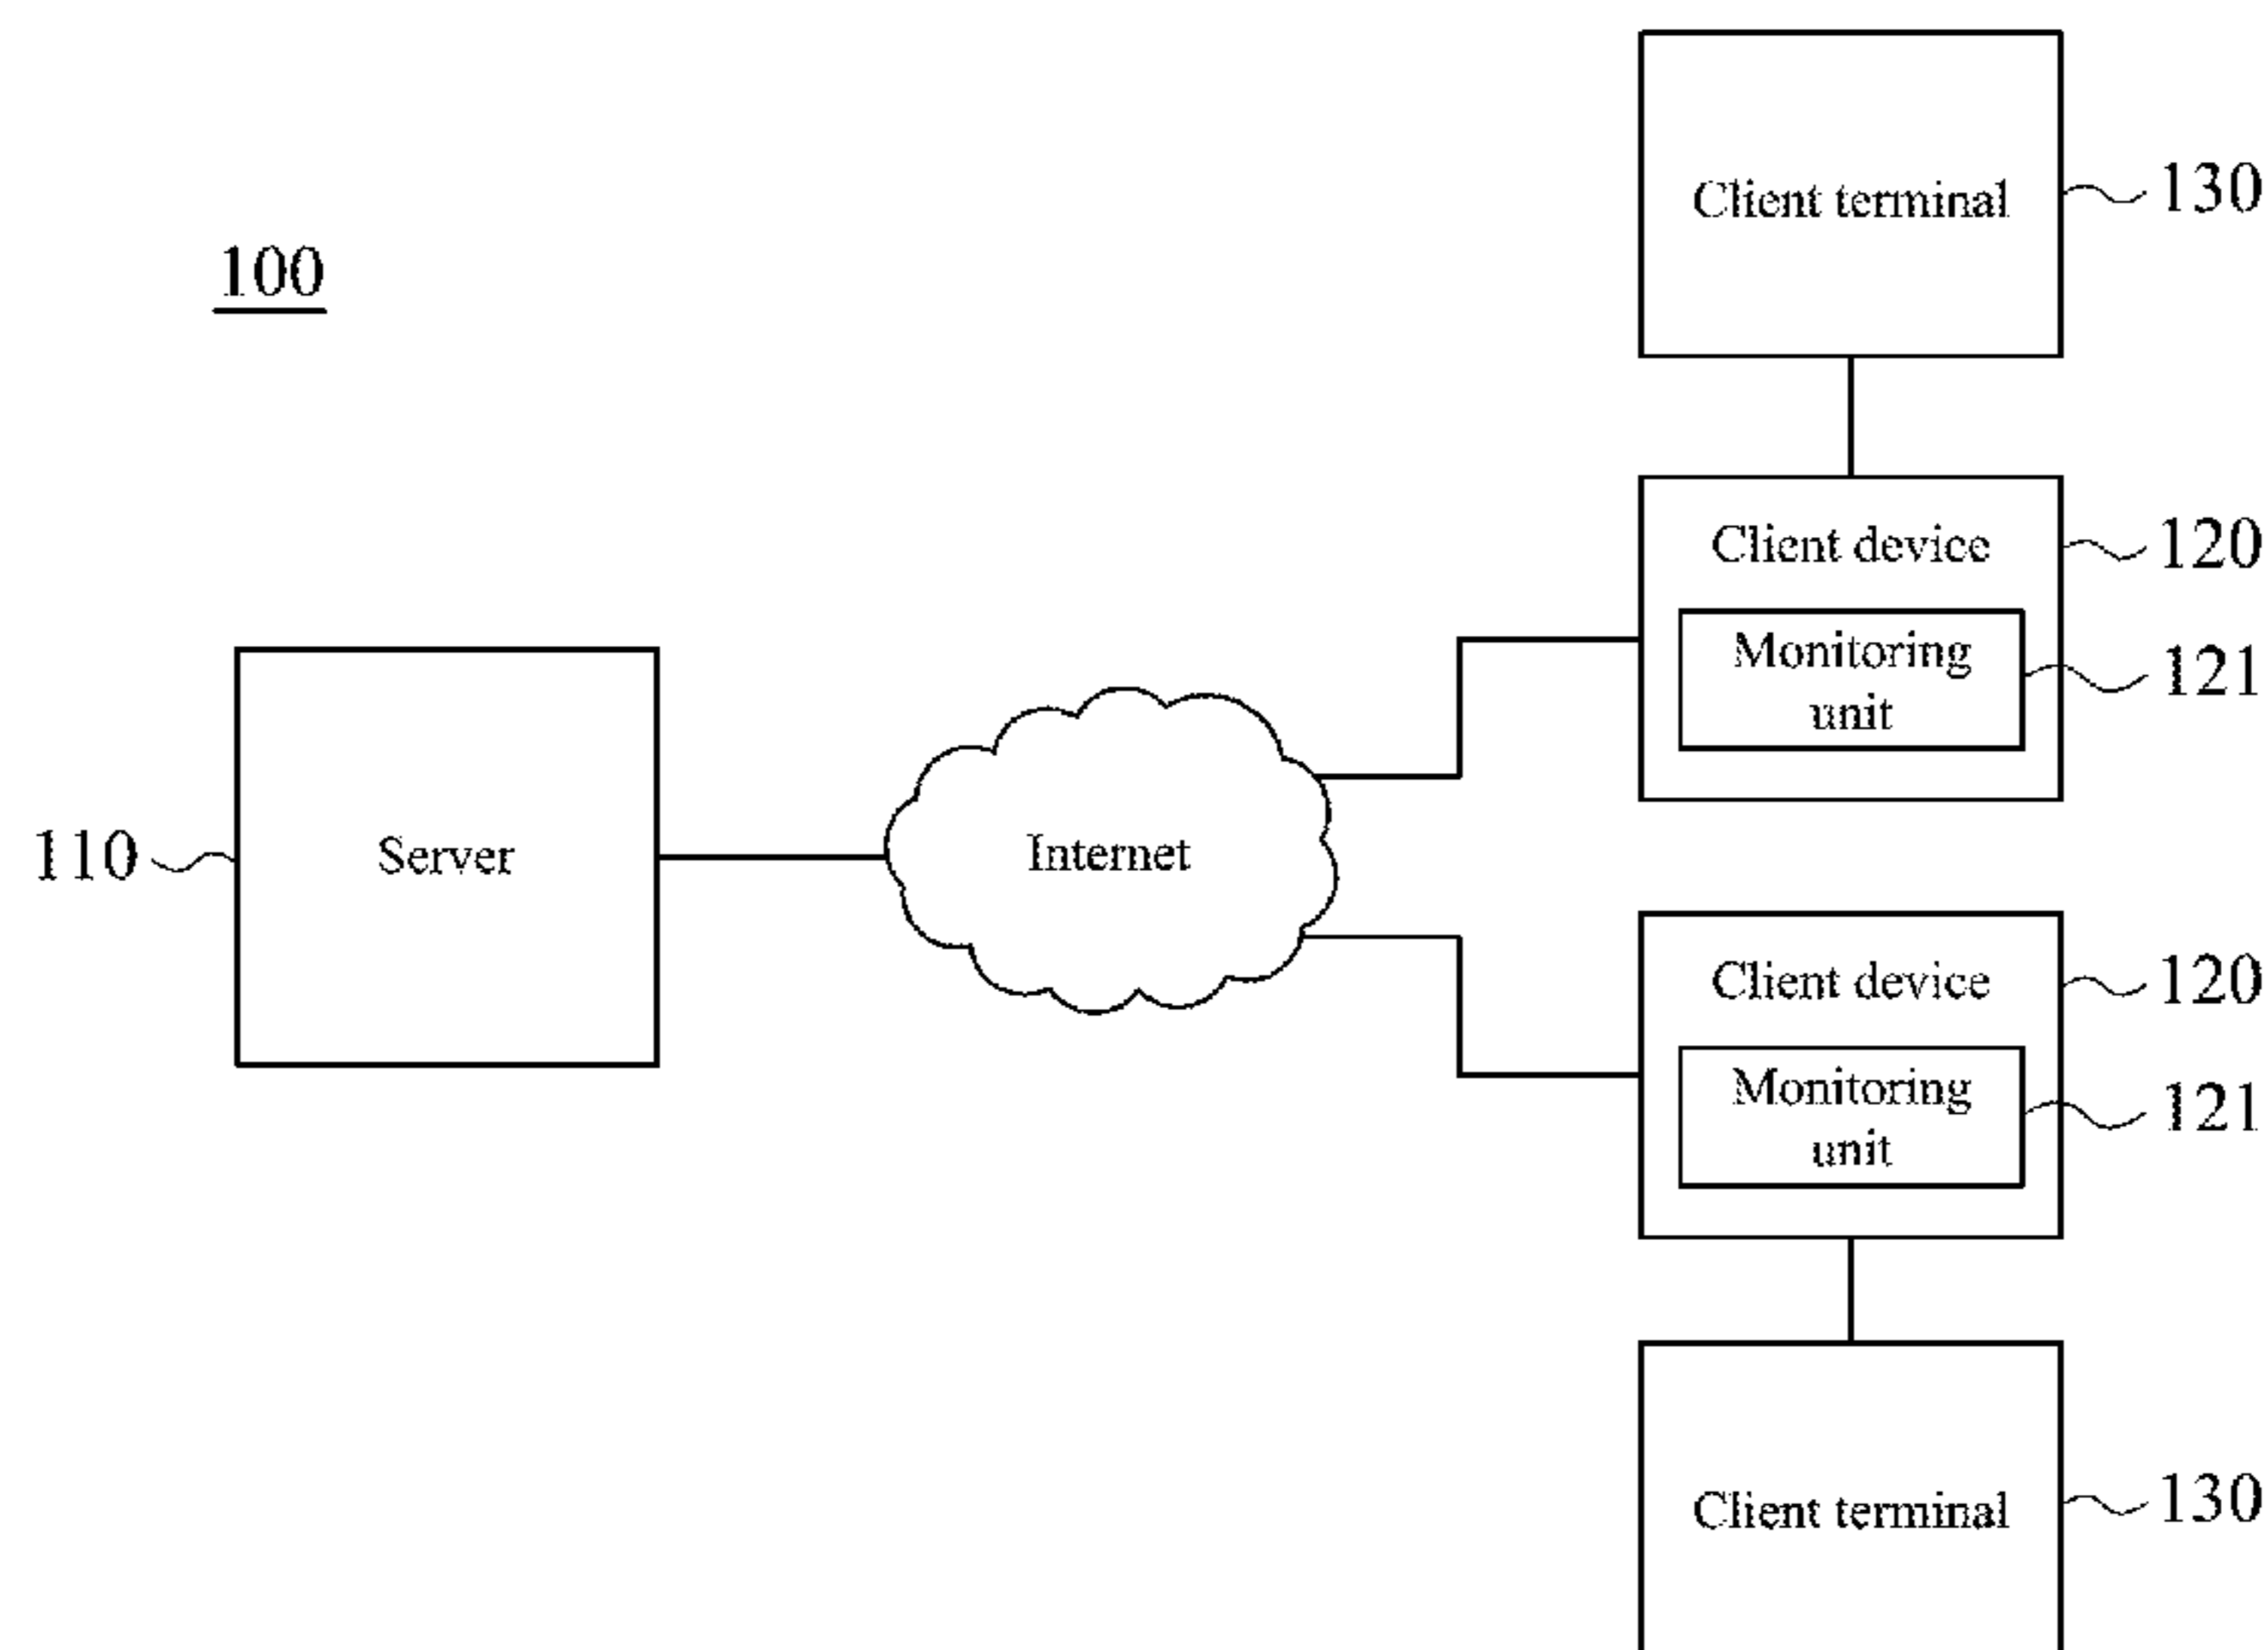 Client terminal
130
100
Client device
120
Monitoring
unit
121
110
Server
Internet
Client device
120
Monitoring
unit
121
Client terminal
130